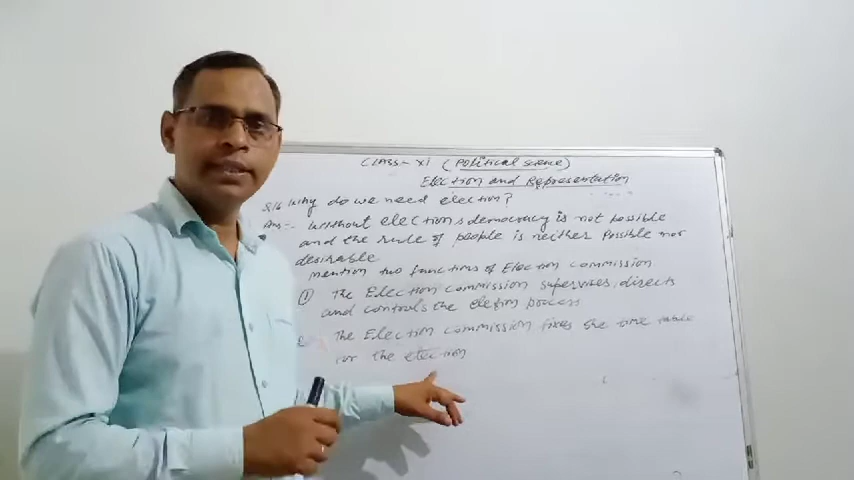 CLASS-XI (Political science)
Election and Representation
Why do we need election?
Ans:- Without elections democracy is not possible
and the rule of people is neither Possible nor
desirable
mention two functions of Election commission
① The Election commission supervises, directs
and controls the process
The Election commission fixes the time table
for the election